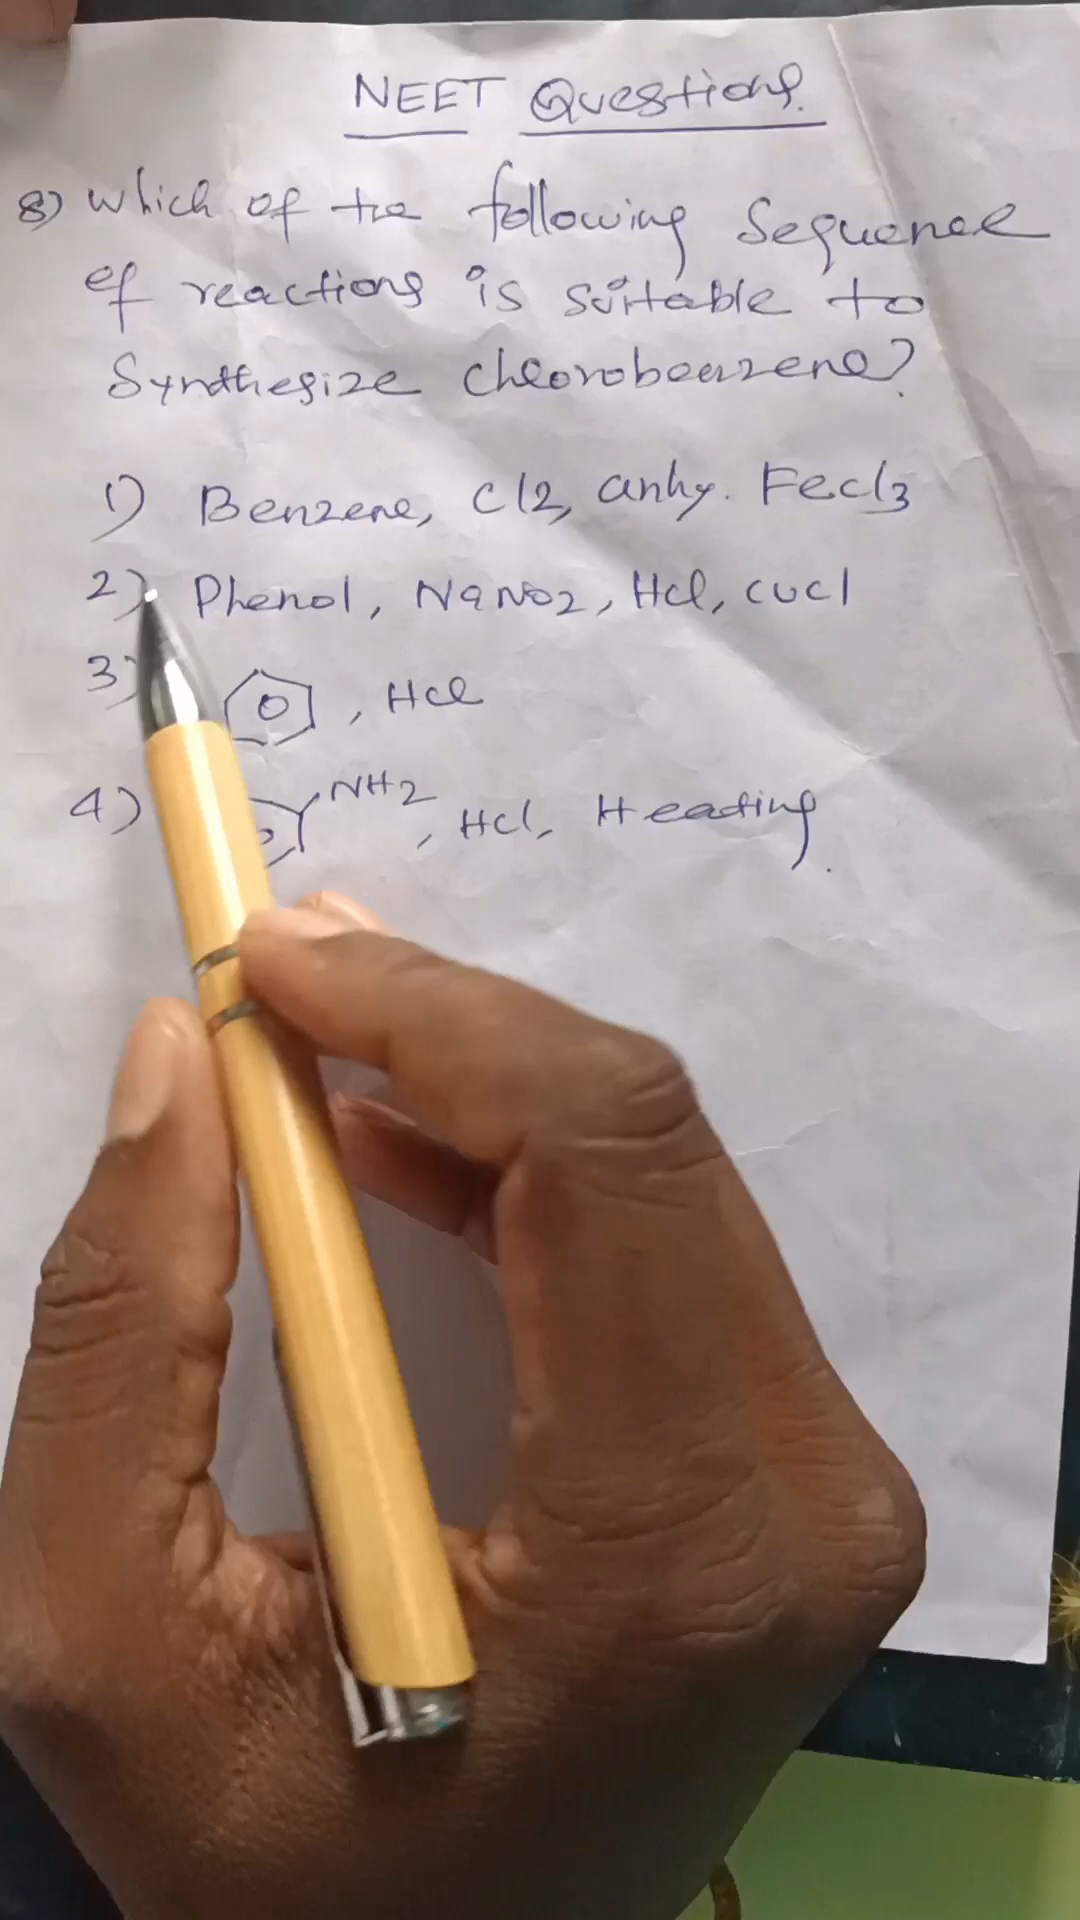 NEET Questions.
8) Which of the following Sequence
of reactions is suitable to
Synthesize chlorobenzene?
1) Benzene, Cl2, anhy. FeCl3
2) Phenol, NaNO2, HCl, CuCl
3) , HCl
4) NH2, HCl, Heating.